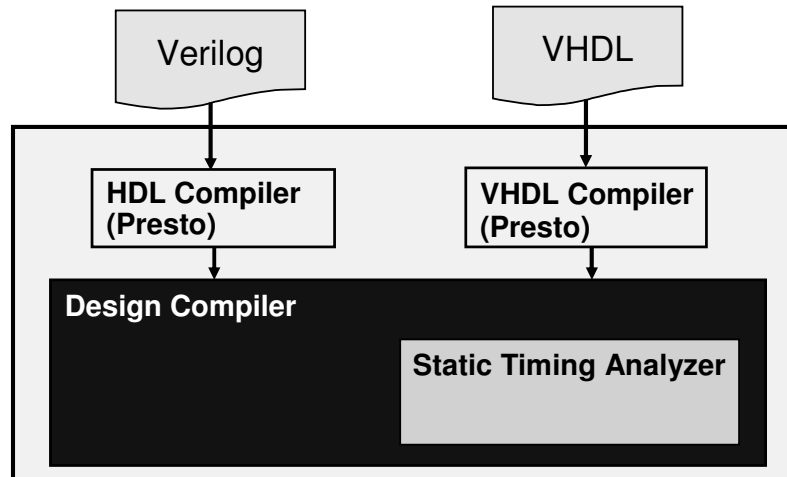 Verilog
VHDL
HDL Compiler
(Presto)
VHDL Compiler
(Presto)
Design Compiler
Static Timing Analyzer